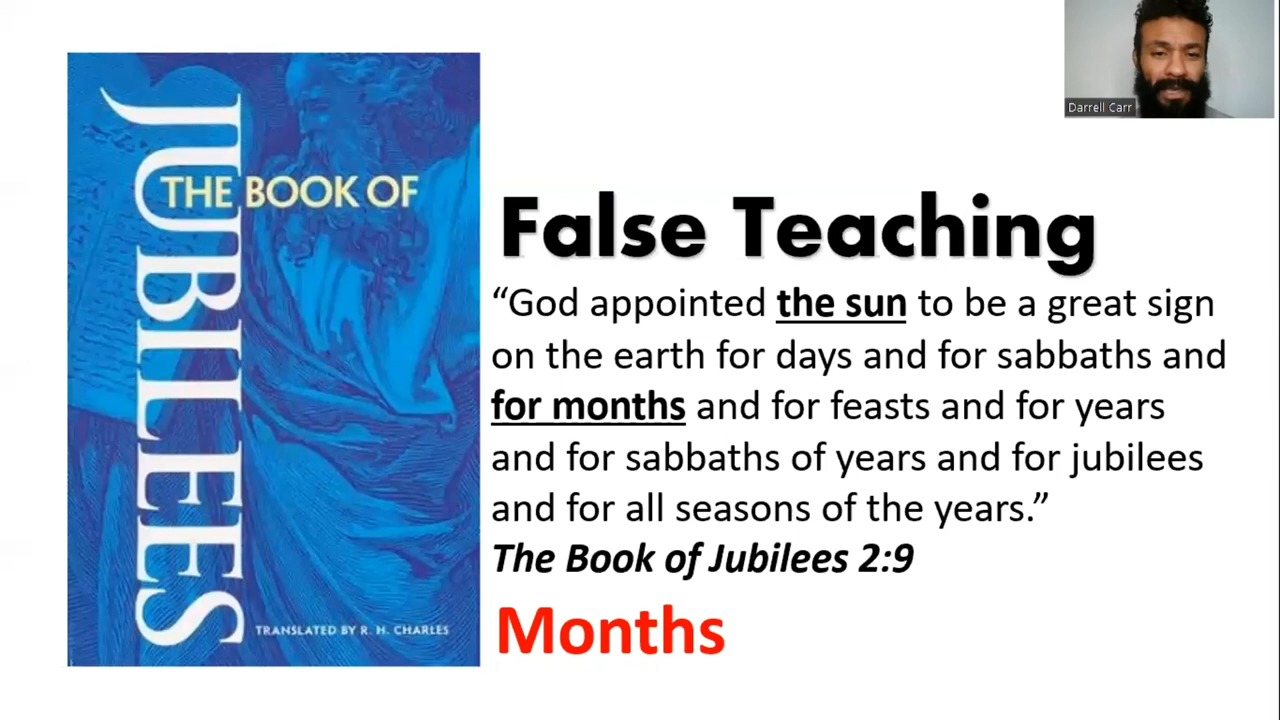 Darrell Carr
JUBILEES
THE BOOK OF
TRANSLATED BY R. H. CHARLES
False Teaching
“God appointed the sun to be a great sign
on the earth for days and for sabbaths and
for months and for feasts and for years
and for sabbaths of years and for jubilees
and for all seasons of the years.”
The Book of Jubilees 2:9
Months